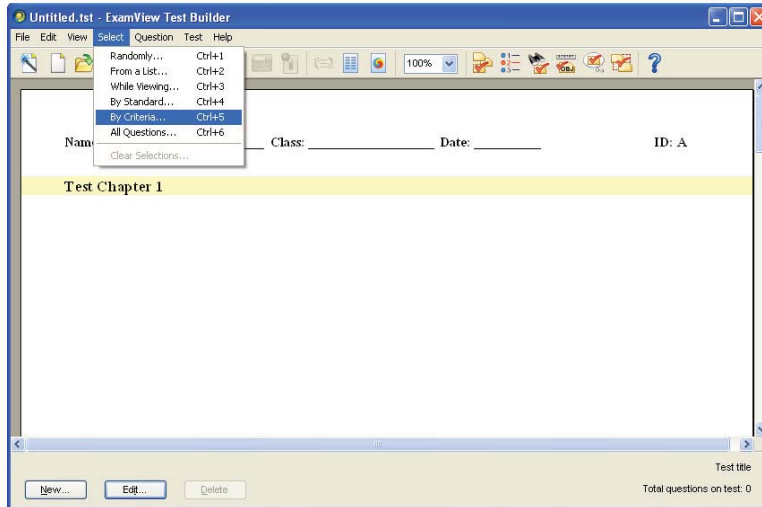 Untitled.tst - ExamView Test Builder
File Edit View Select Question Test Help
Randomly... Ctrl+1
From a List... Ctrl+2
While Viewing... Ctrl+3
By Standard... Ctrl+4
By Criteria... Ctrl+5
All Questions... Ctrl+6
Clear Selections...
100%
Class: Date: ID: A
Test Chapter 1
Test title
New... Edit... Delete Total questions on test: 0